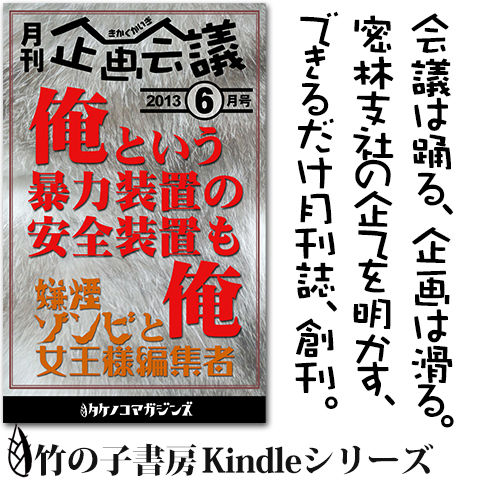 月刊 企画会議
きかくかいぎ
2013 6月号
俺という
暴力装置の
安全装置も
俺
嫌煙
ゾンビと
女王様編集者
タケノコマガジンズ
会議は踊る、企画は滑る。
密林支社の企てを明かす、
できるだけ月刊誌、創刊。
竹の子書房 Kindleシリーズ